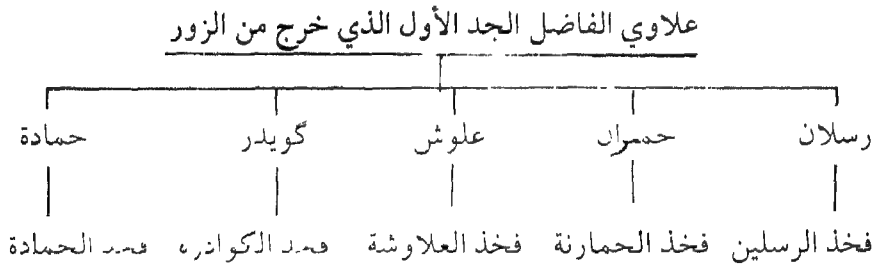 علاوي الفاضل الجد الأول الذي خرج من الزور
رسلان حمران علوش گويدر حمادة
فخذ الرسلين فخذ الحمارنة فخذ العلاوشة فخذ الكوادره فخذ الحمادة